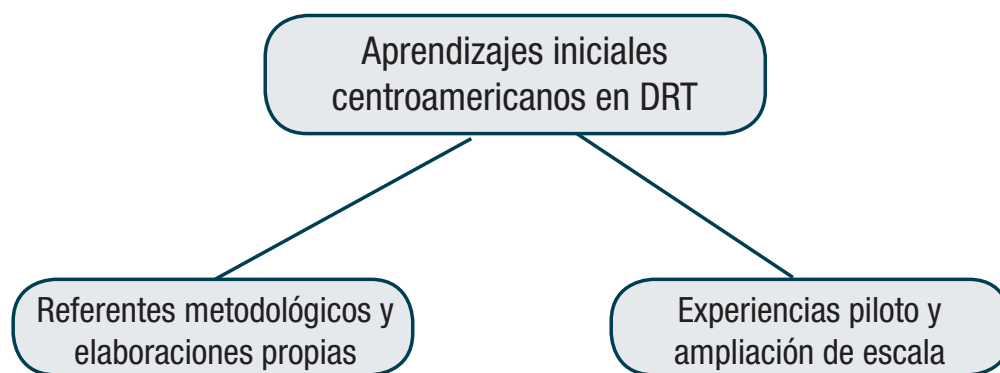 Aprendizajes iniciales
centroamericanos en DRT
Referentes metodológicos y
elaboraciones propias
Experiencias piloto y
ampliación de escala